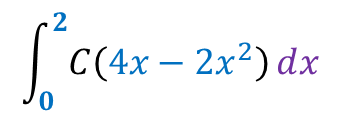 ∫₀² C(4x − 2x²) dx